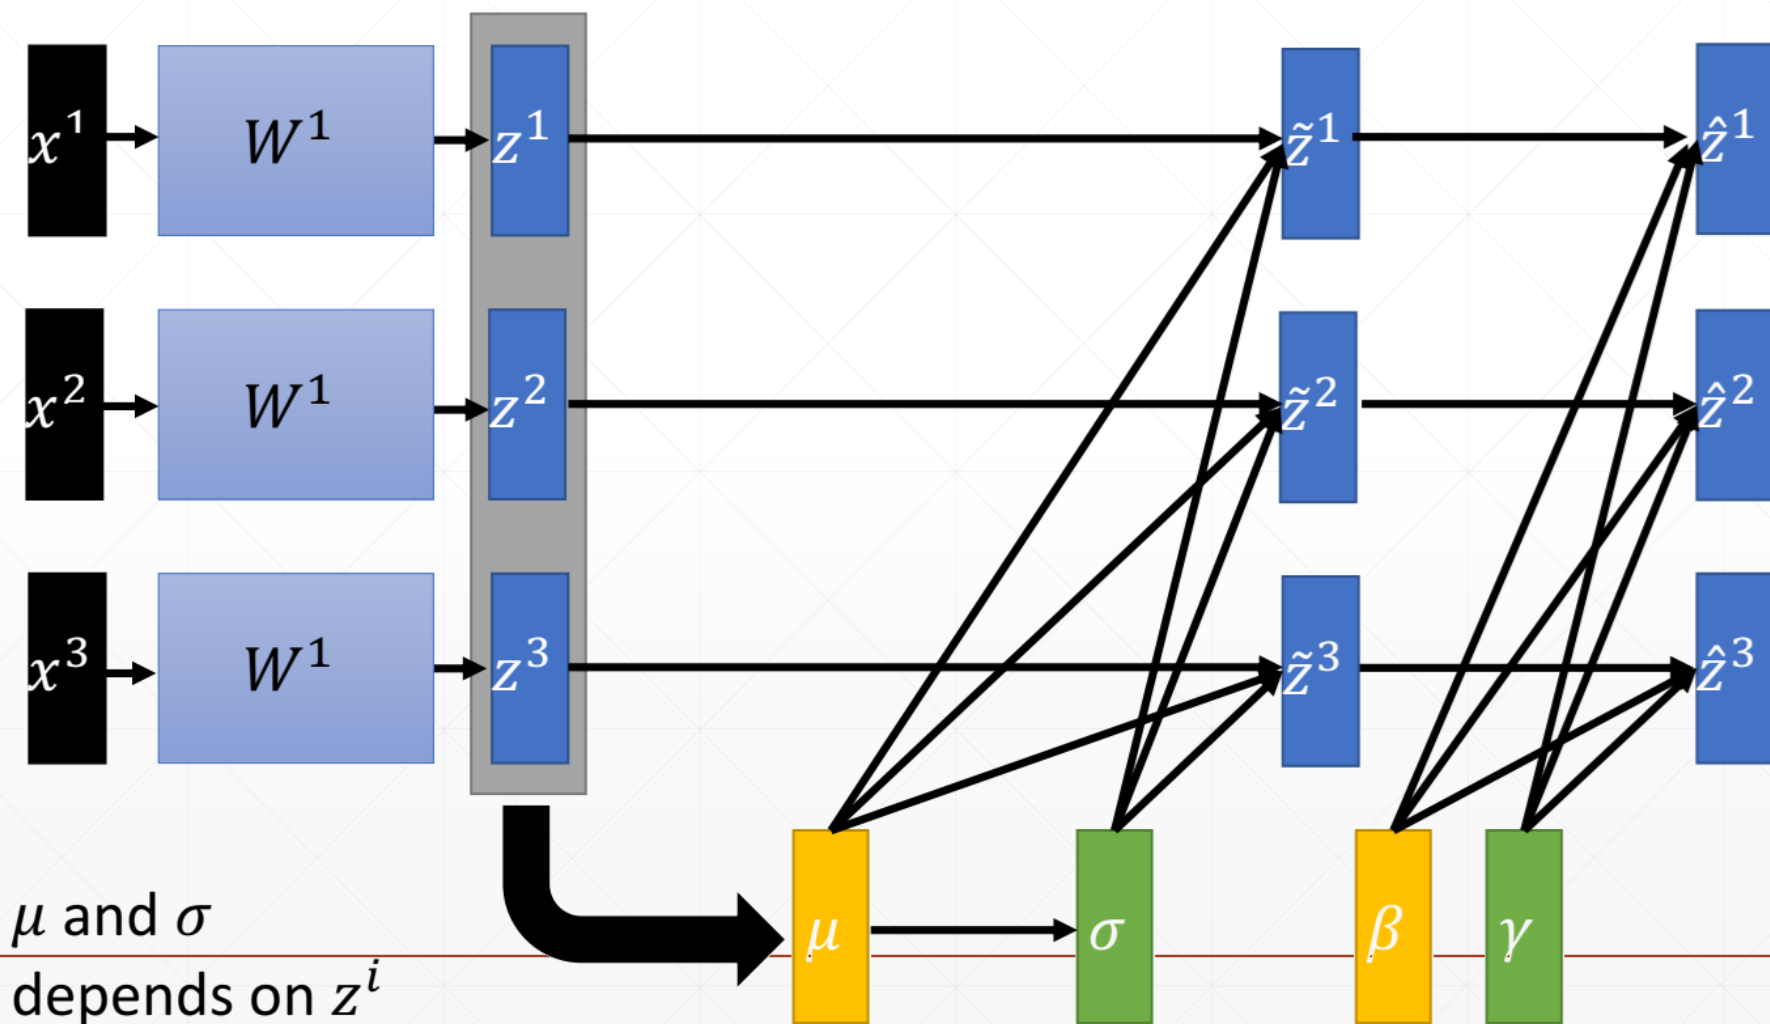 x¹ W¹ z¹ z̃¹ ẑ¹
x² W¹ z² z̃² ẑ²
x³ W¹ z³ z̃³ ẑ³
μ σ β γ
μ and σ
depends on zⁱ